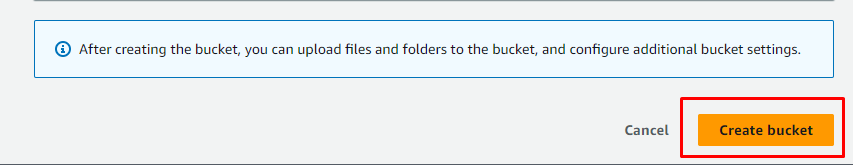 After creating the bucket, you can upload files and folders to the bucket, and configure additional bucket settings.
Cancel
Create bucket